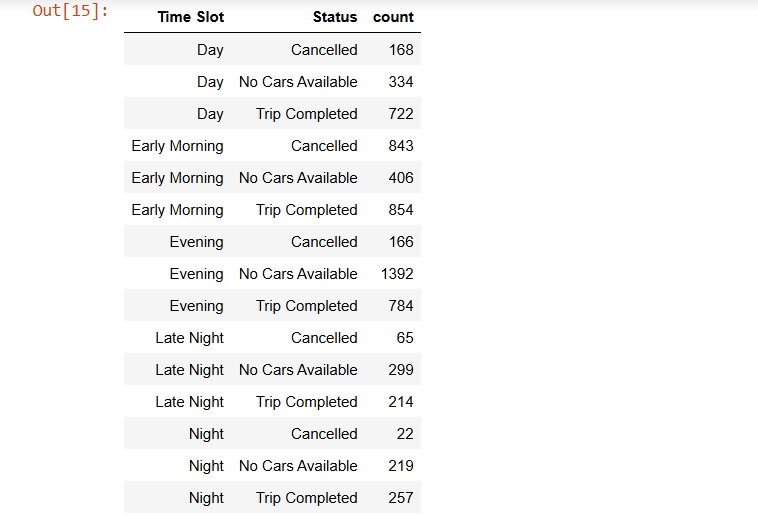 Out[15]:
Time Slot Status count
Day Cancelled 168
Day No Cars Available 334
Day Trip Completed 722
Early Morning Cancelled 843
Early Morning No Cars Available 406
Early Morning Trip Completed 854
Evening Cancelled 166
Evening No Cars Available 1392
Evening Trip Completed 784
Late Night Cancelled 65
Late Night No Cars Available 299
Late Night Trip Completed 214
Night Cancelled 22
Night No Cars Available 219
Night Trip Completed 257